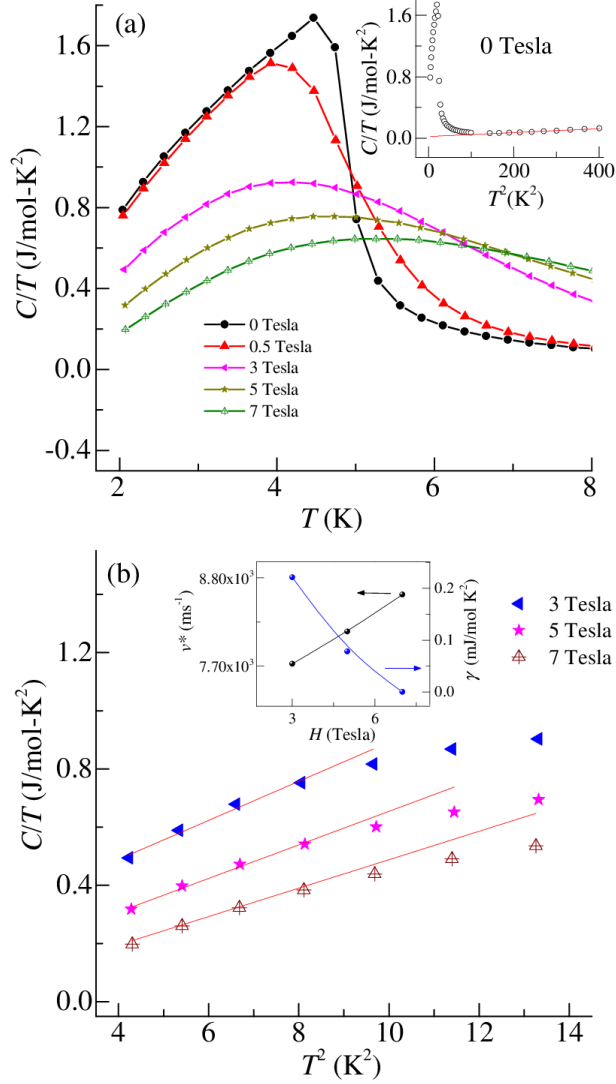 (a)
C/T (J/mol-K²)
1.6
1.2
0.8
0.4
0.0
-0.4
2
4
6
8
T (K)
0 Tesla
0.5 Tesla
3 Tesla
5 Tesla
7 Tesla
0 Tesla
C/T (J/mol-K²)
1.6
0.8
0.0
0
200
400
T²(K²)
(b)
C/T (J/mol-K²)
1.2
0.8
0.4
0.0
4
6
8
10
12
14
T² (K²)
3 Tesla
5 Tesla
7 Tesla
v* (ms⁻¹)
8.80x10³
7.70x10³
3
6
H (Tesla)
0.2
0.1
0.0
γ (mJ/mol K²)